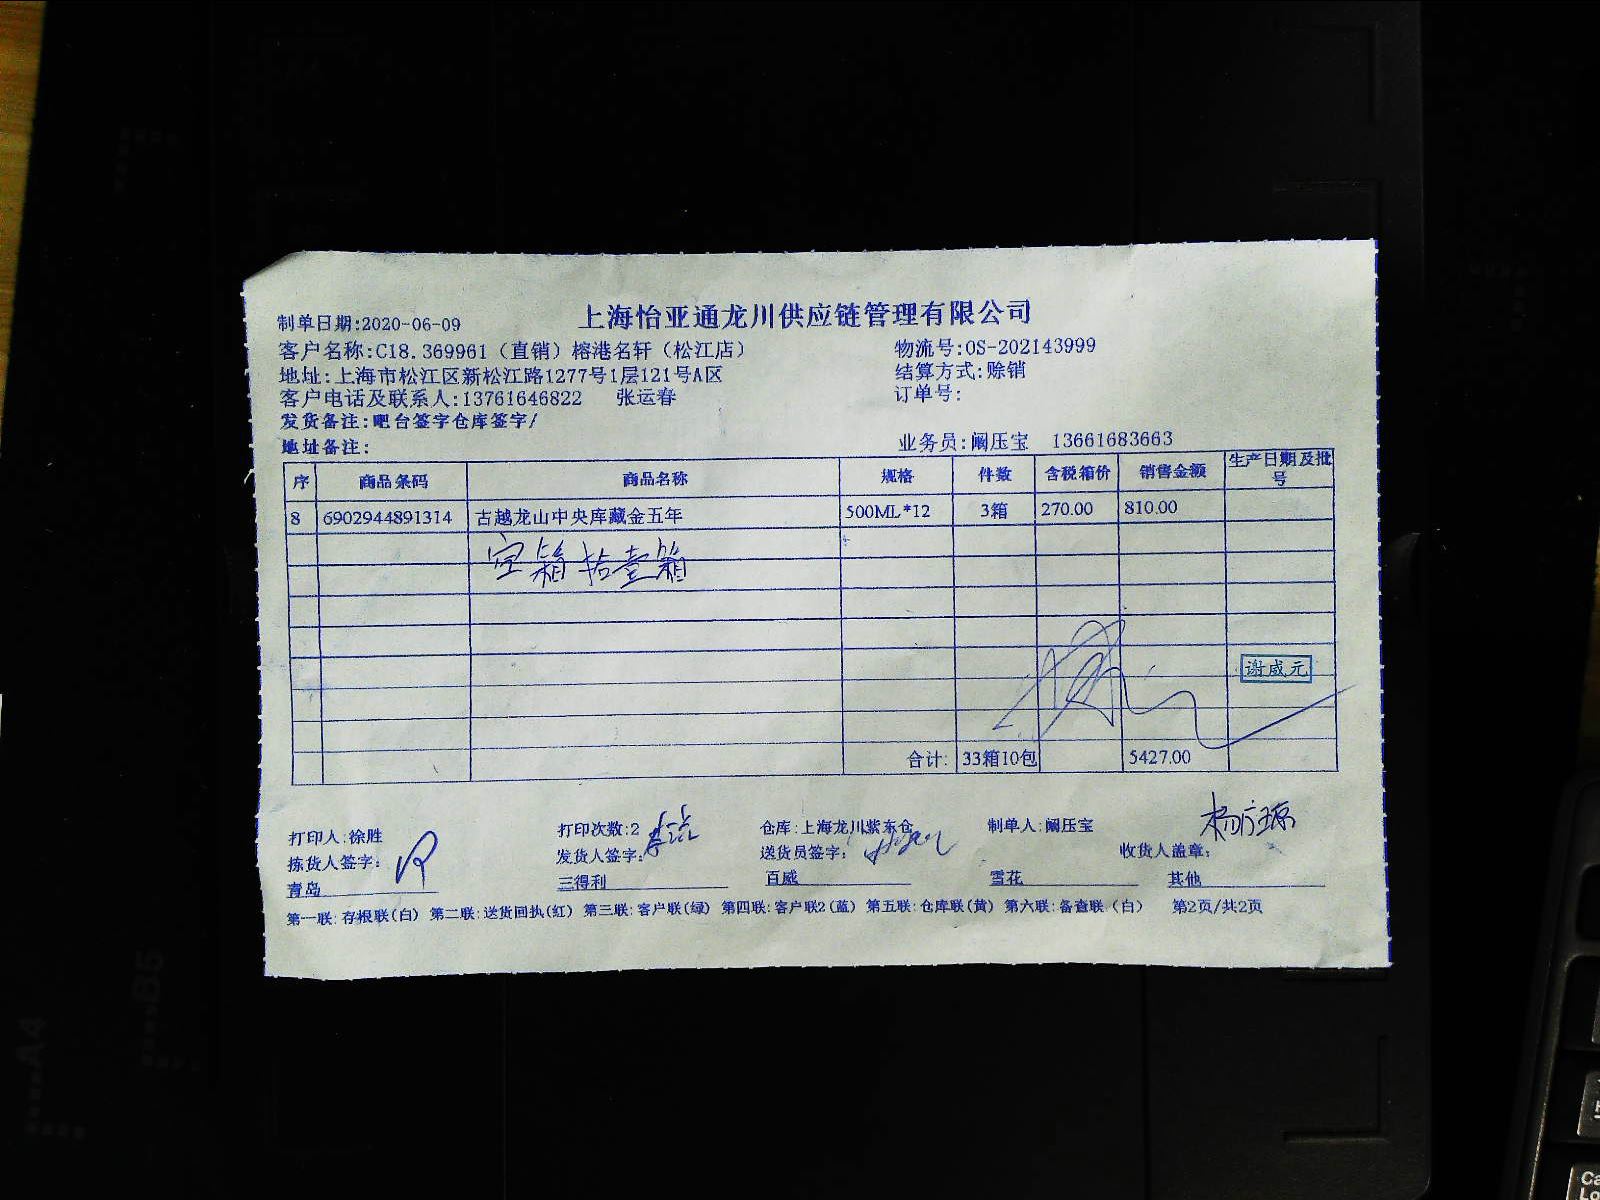 上海怡亚通龙川供应链管理有限公司
制单日期:2020-06-09
客户名称:C18.369961（直销）榕港名轩（松江店） 物流号:OS-202143999
地址:上海市松江区新松江路1277号1层121号A区 结算方式:赊销
客户电话及联系人:13761646822 张运春 订单号:
发货备注:吧台签字仓库签字/
地址备注: 业务员:阚压宝 13661683663
序 商品条码 商品名称 规格 件数 含税箱价 销售金额 生产日期及批号
8 6902944891314 古越龙山中央库藏金五年 500ML*12 3箱 270.00 810.00
空箱拾壹箱
谢威元
合计: 33箱10包 5427.00
打印人:徐胜 打印次数:2 仓库:上海龙川紫东仓 制单人:阚压宝
拣货人签字: 发货人签字: 送货员签字: 收货人盖章:
青岛 三得利 百威 雪花 其他
第一联:存根联(白) 第二联:送货回执(红) 第三联:客户联(绿) 第四联:客户联2(蓝) 第五联:仓库联(黄) 第六联:备查联(白) 第2页/共2页
B5
A4